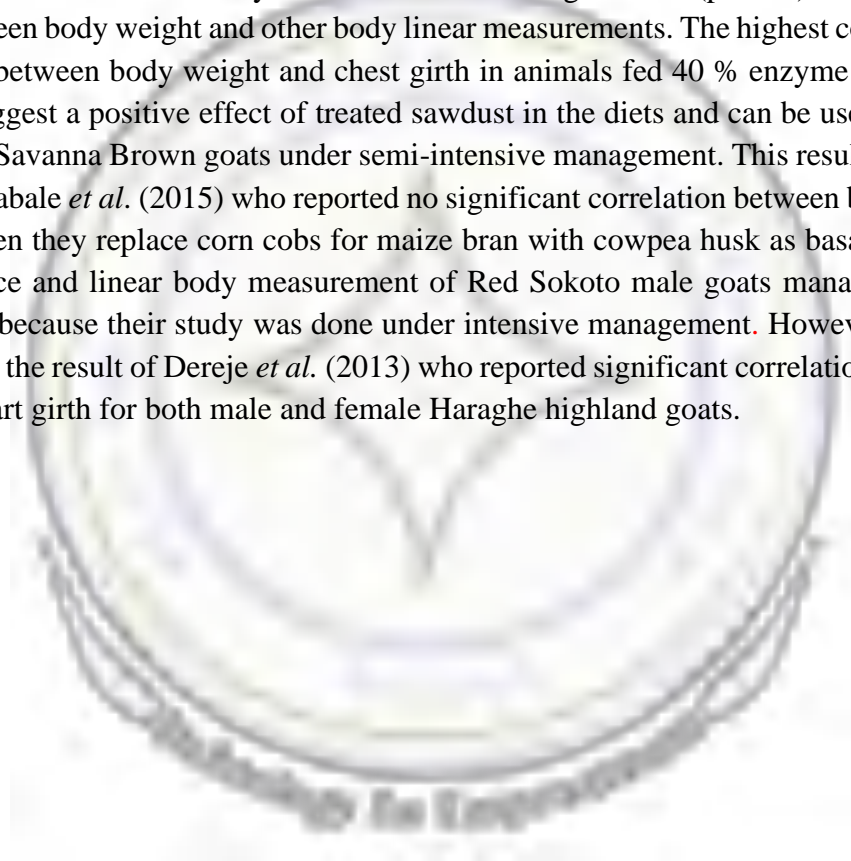 een body weight and other body linear measurements. The highest c
between body weight and chest girth in animals fed 40 % enzyme
ggest a positive effect of treated sawdust in the diets and can be us
Savanna Brown goats under semi-intensive management. This resul
abale et al. (2015) who reported no significant correlation between b
en they replace corn cobs for maize bran with cowpea husk as basa
ce and linear body measurement of Red Sokoto male goats mana
because their study was done under intensive management. Howev
the result of Dereje et al. (2013) who reported significant correlatio
art girth for both male and female Haraghe highland goats.